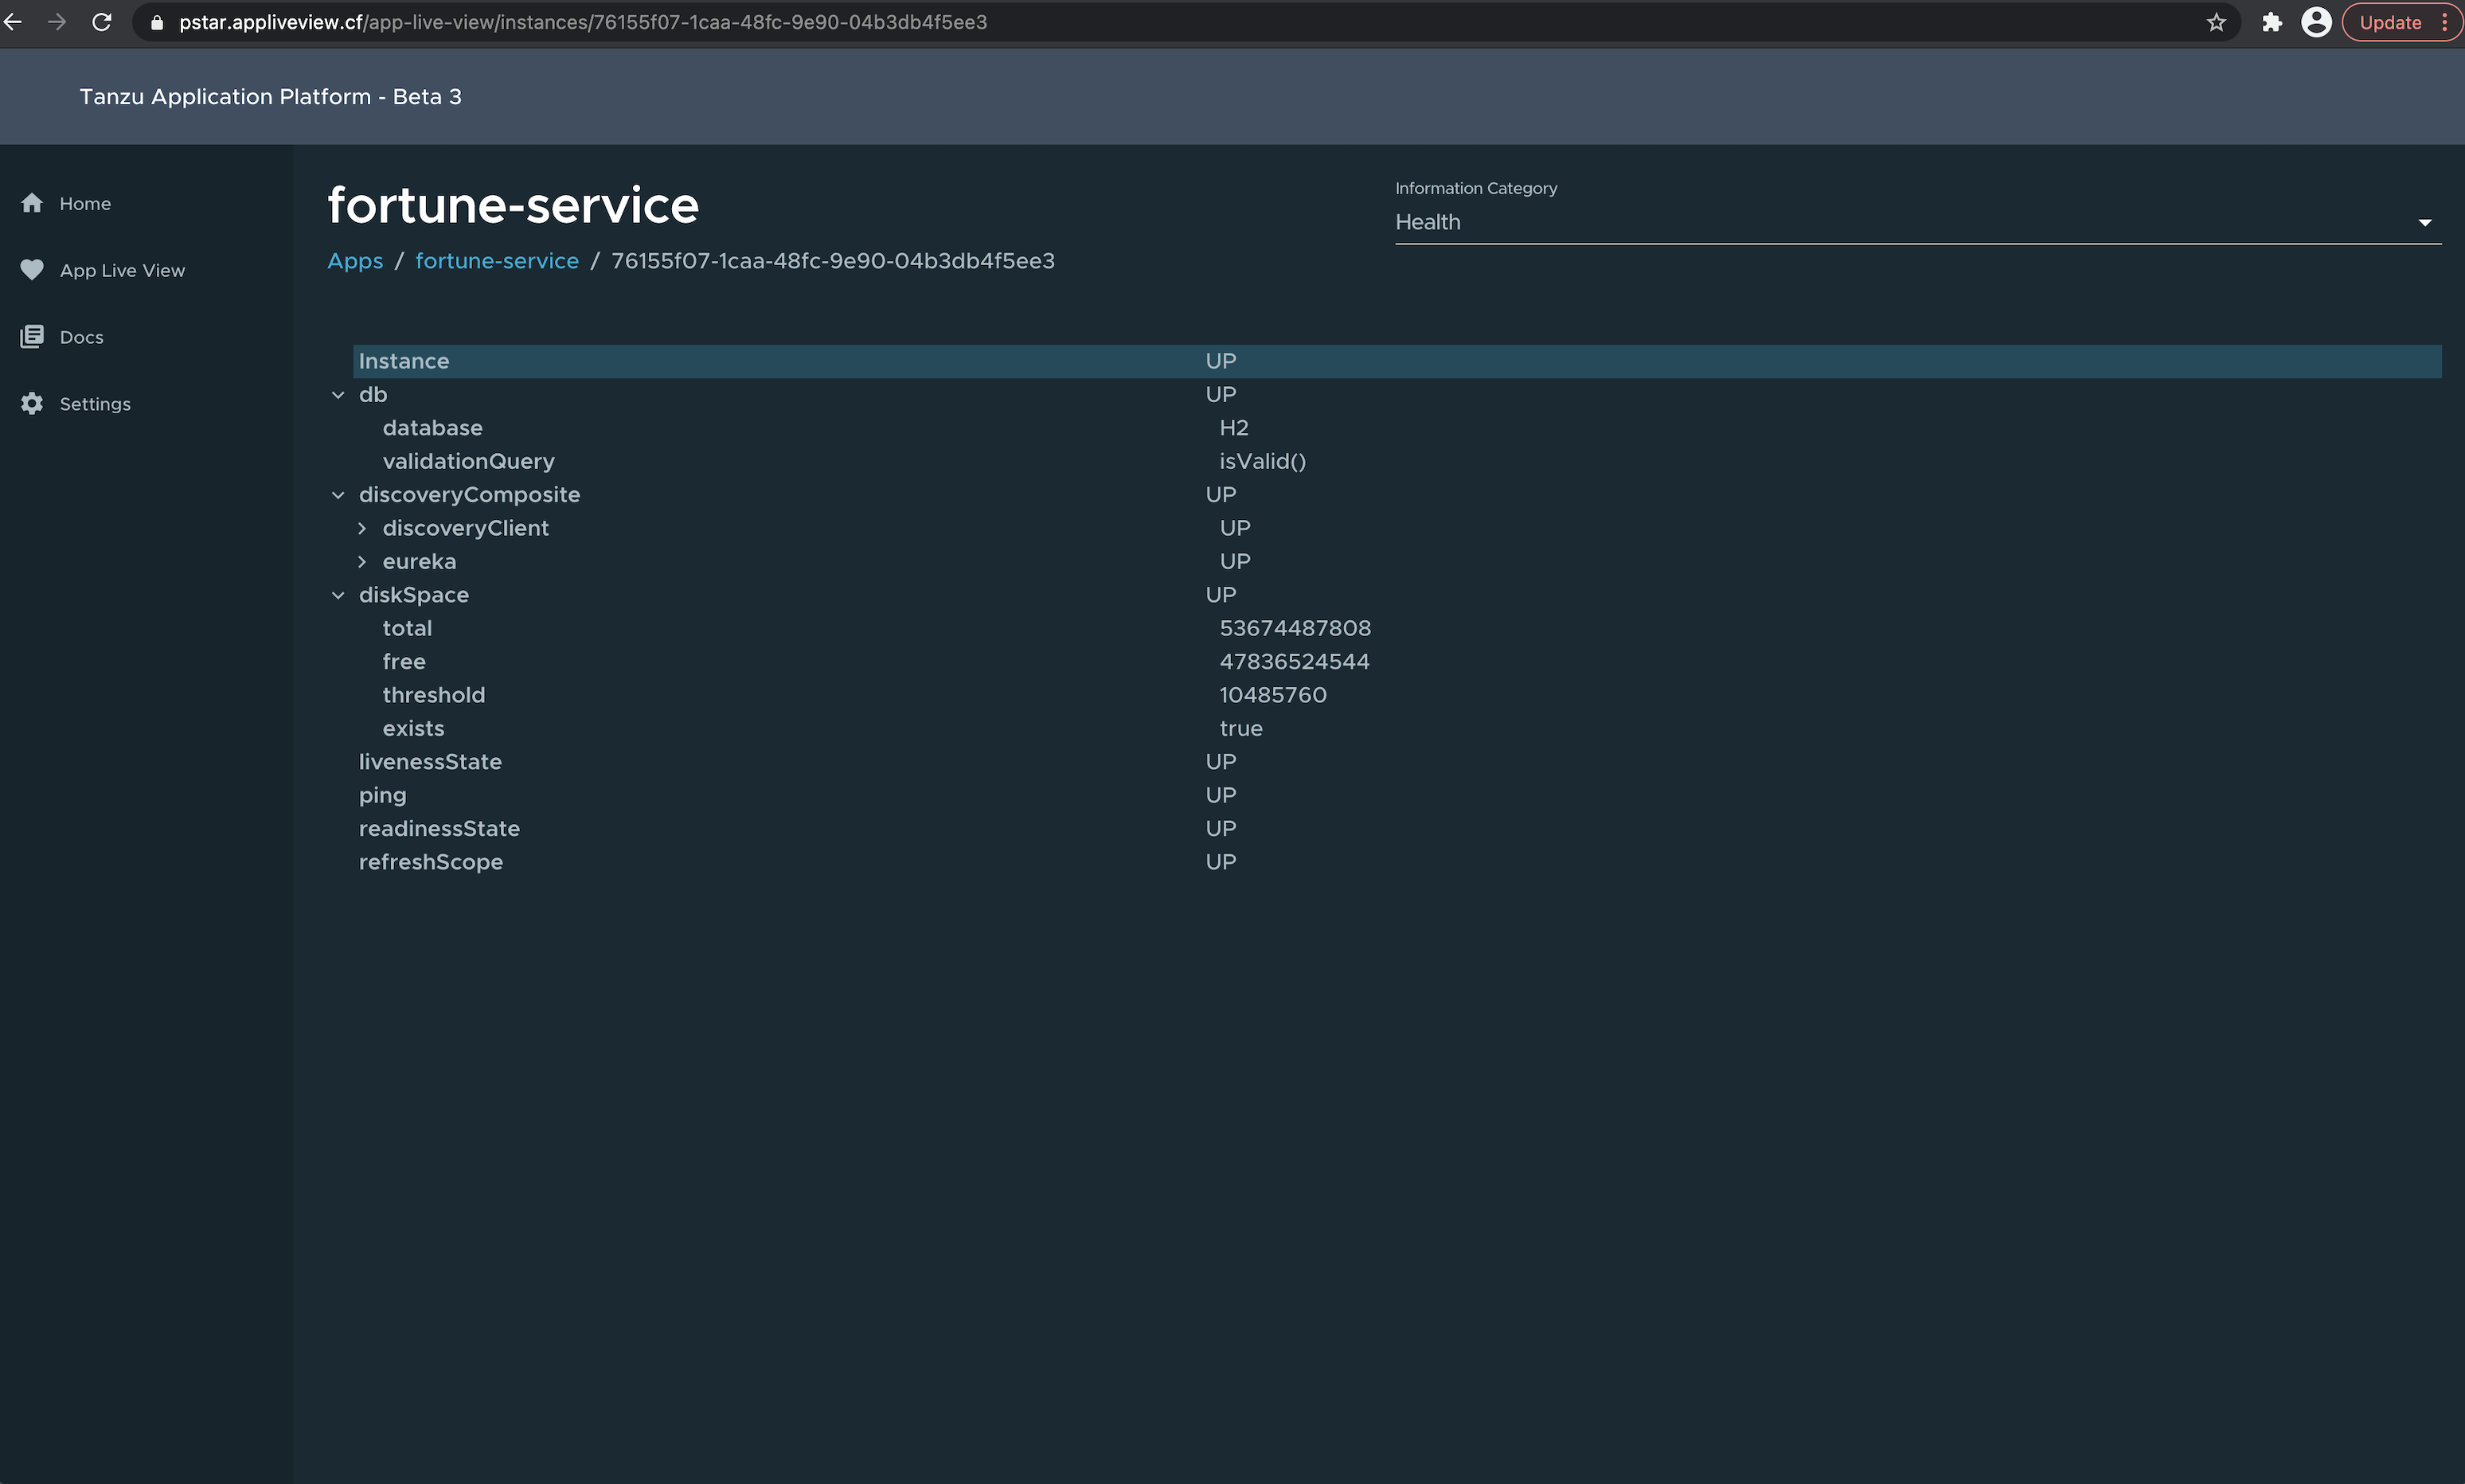 pstar.appliveview.cf/app-live-view/instances/76155f07-1caa-48fc-9e90-04b3db4f5ee3
Update
Tanzu Application Platform - Beta 3
Home
App Live View
Docs
Settings
fortune-service
Apps / fortune-service / 76155f07-1caa-48fc-9e90-04b3db4f5ee3
Information Category
Health
Instance UP
db UP
database H2
validationQuery isValid()
discoveryComposite UP
discoveryClient UP
eureka UP
diskSpace UP
total 53674487808
free 47836524544
threshold 10485760
exists true
livenessState UP
ping UP
readinessState UP
refreshScope UP